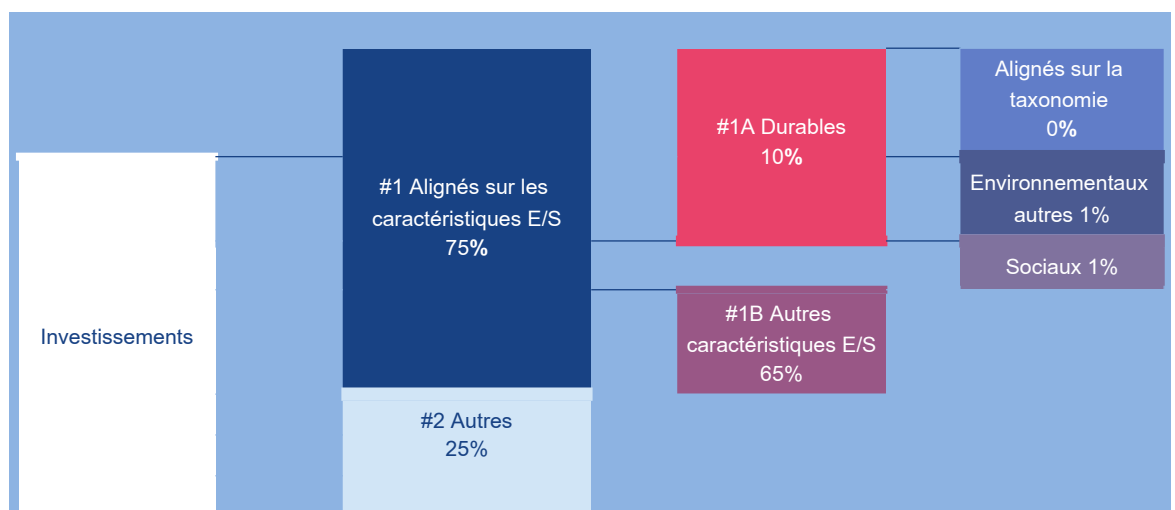 Investissements
#1 Alignés sur les
caractéristiques E/S
75%
#2 Autres
25%
#1A Durables
10%
#1B Autres
caractéristiques E/S
65%
Alignés sur la
taxonomie
0%
Environnementaux
autres 1%
Sociaux 1%